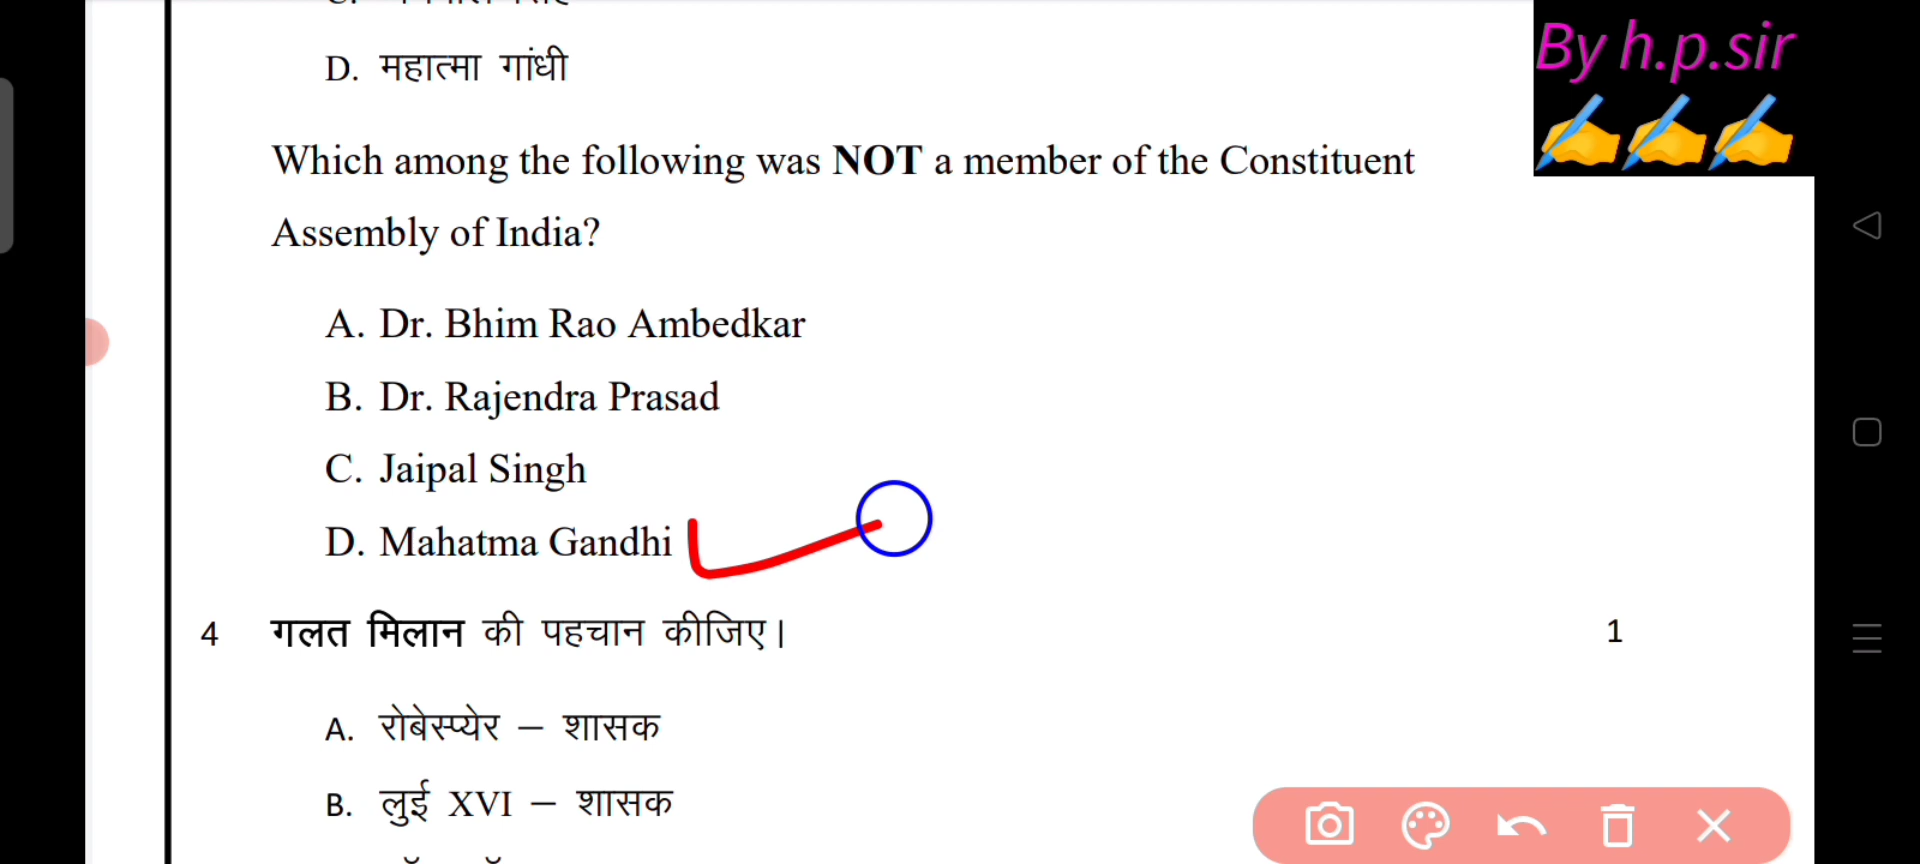 D. महात्मा गांधी
By h.p.sir
Which among the following was NOT a member of the Constituent
Assembly of India?
A. Dr. Bhim Rao Ambedkar
B. Dr. Rajendra Prasad
C. Jaipal Singh
D. Mahatma Gandhi
4 गलत मिलान की पहचान कीजिए। 1
A. रोबेस्प्येर – शासक
B. लुई XVI – शासक